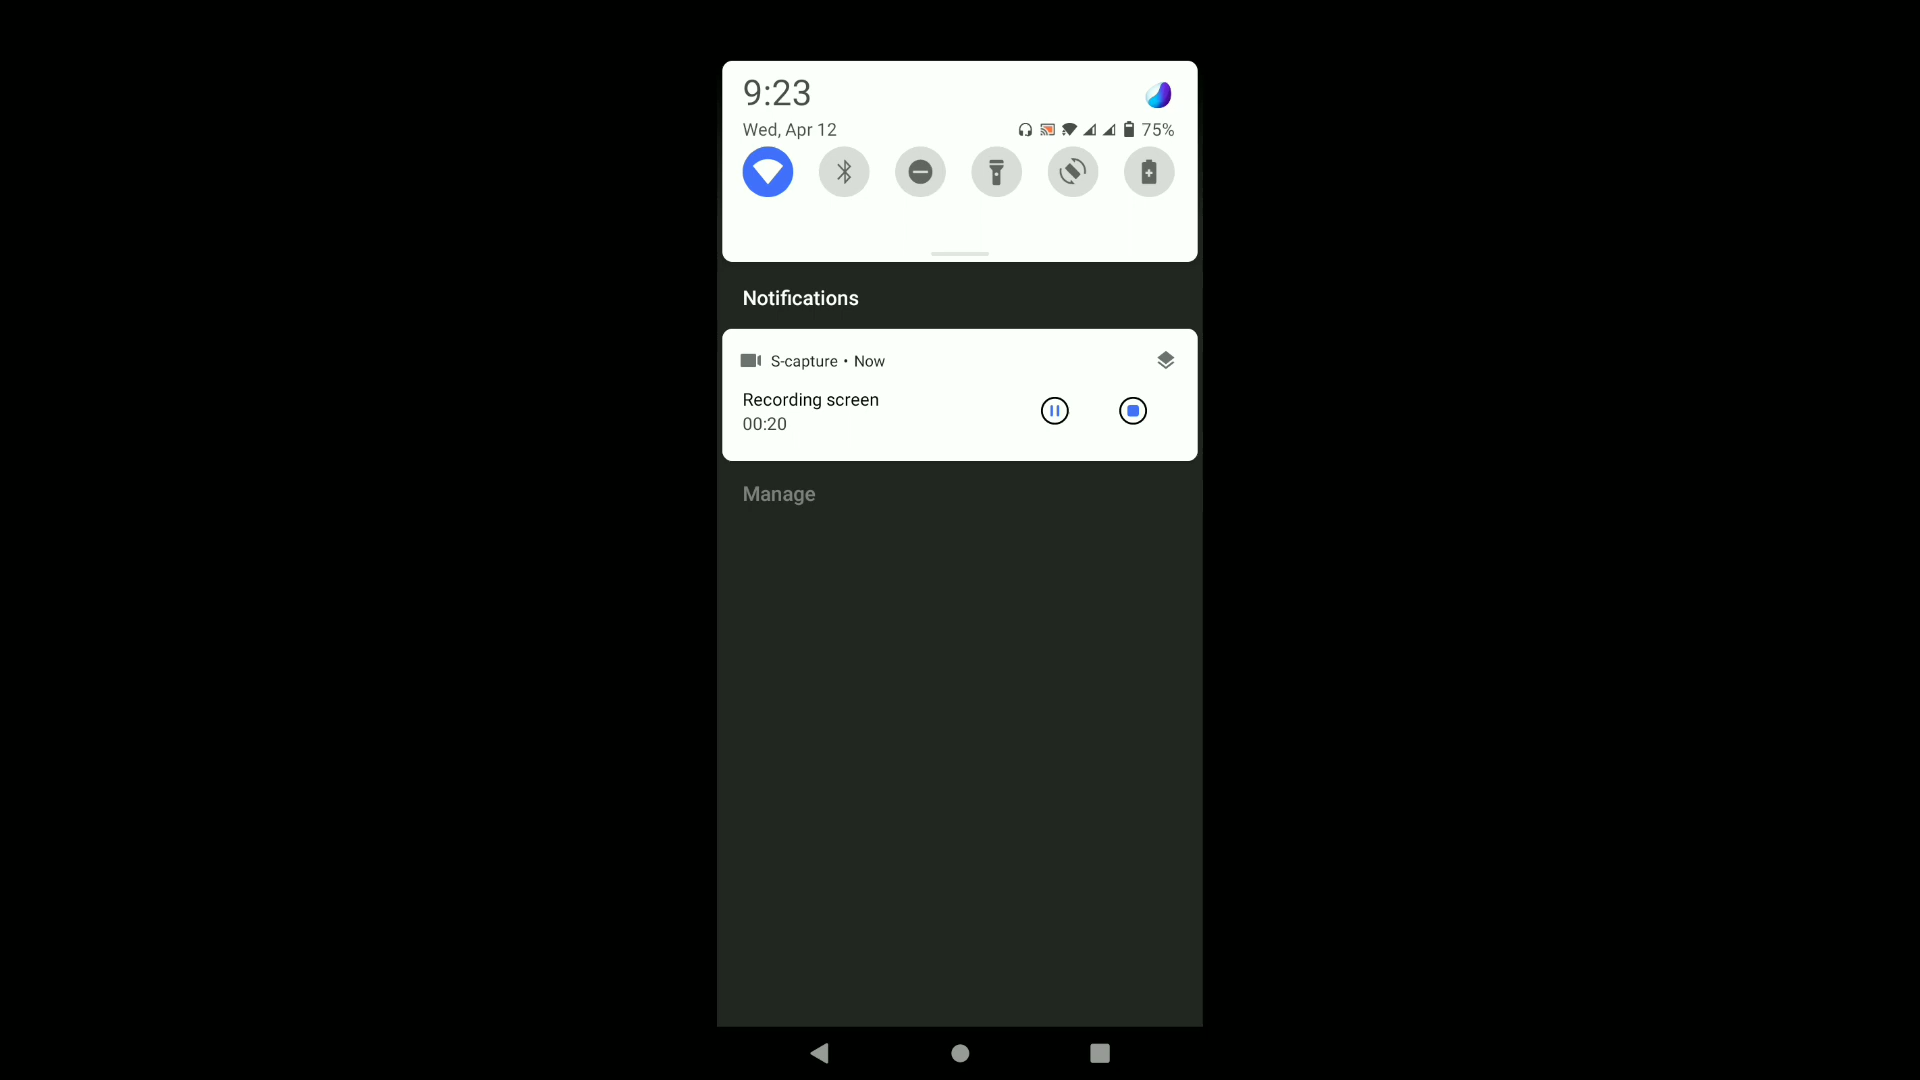 9:23
Wed, Apr 12
75%
Notifications
S-capture • Now
Recording screen
00:20
Manage